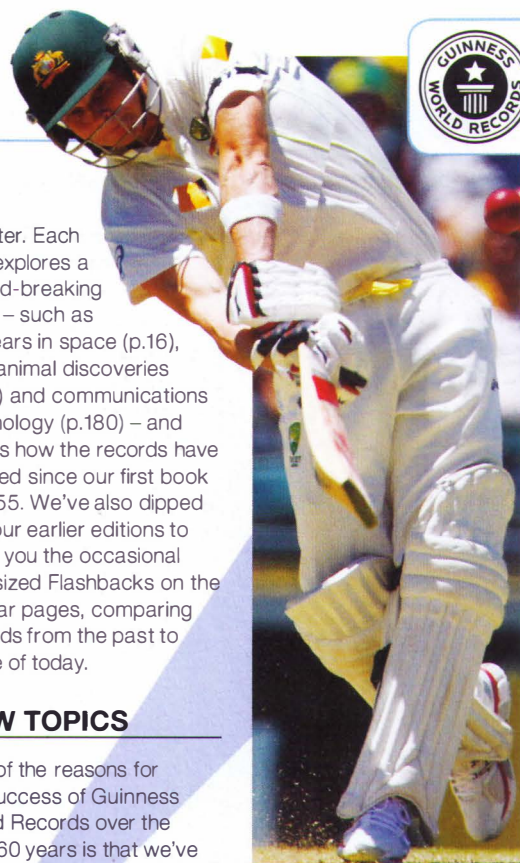 GUINNESS
WORLD RECORDS
ter. Each
explores a
d-breaking
– such as
ears in space (p.16),
animal discoveries
) and communications
nology (p.180) – and
s how the records have
ed since our first book
55. We've also dipped
our earlier editions to
you the occasional
sized Flashbacks on the
ar pages, comparing
ds from the past to
e of today.
W TOPICS
of the reasons for
uccess of Guinness
d Records over the
60 years is that we've